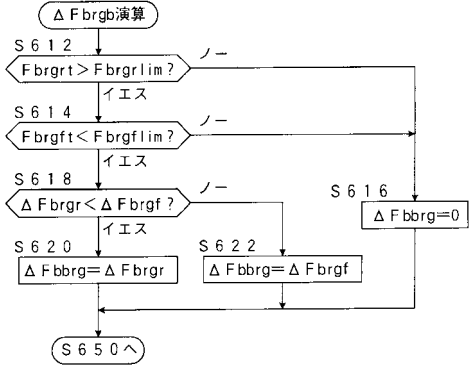 ΔFbrgb演算
S612
Fbrgrt>Fbrgrlim?
ノー
イエス
S614
Fbrgft<Fbrgflim?
ノー
イエス
S618
ΔFbrgr<ΔFbrgf?
ノー
S616
ΔFbbrg=0
イエス
S620
ΔFbbrg=ΔFbrgr
S622
ΔFbbrg=ΔFbrgf
S650へ